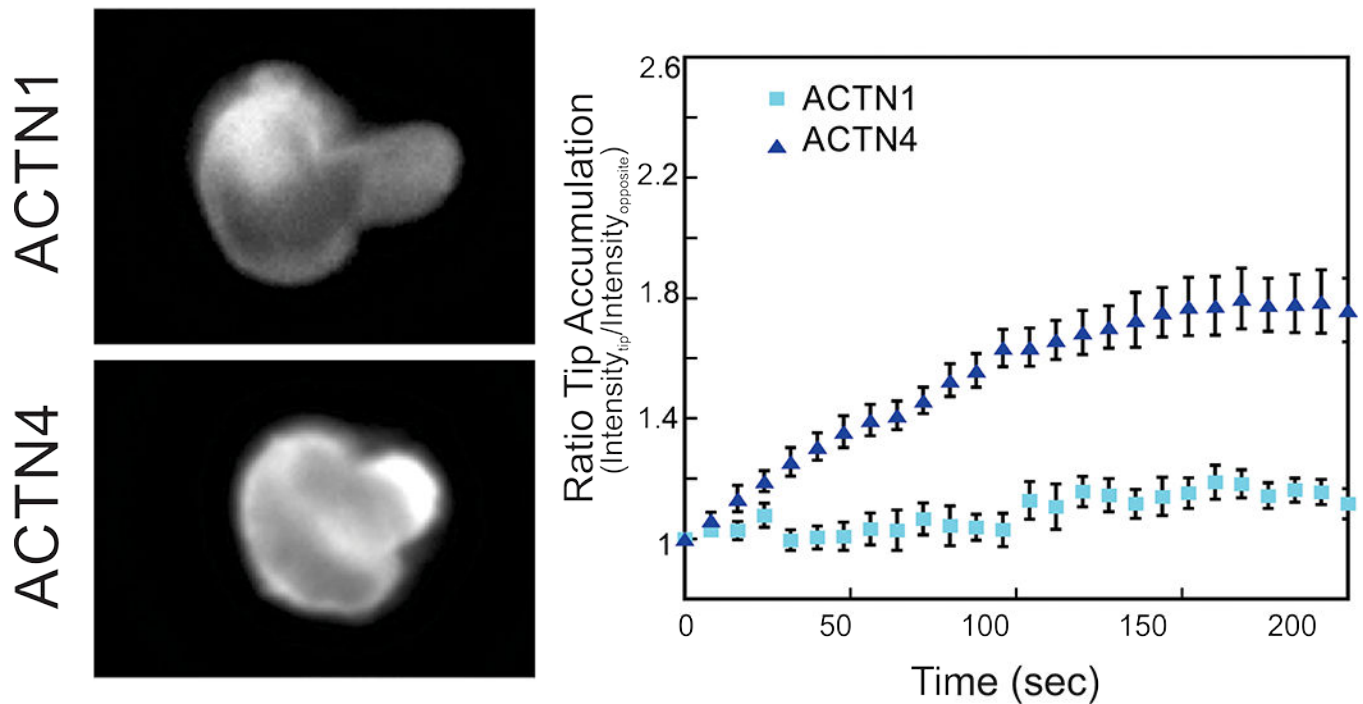 ACTN1
ACTN4
Ratio Tip Accumulation
(Intensitytip/Intensityopposite)
2.6
2.2
1.8
1.4
1
ACTN1
ACTN4
0 50 100 150 200
Time (sec)